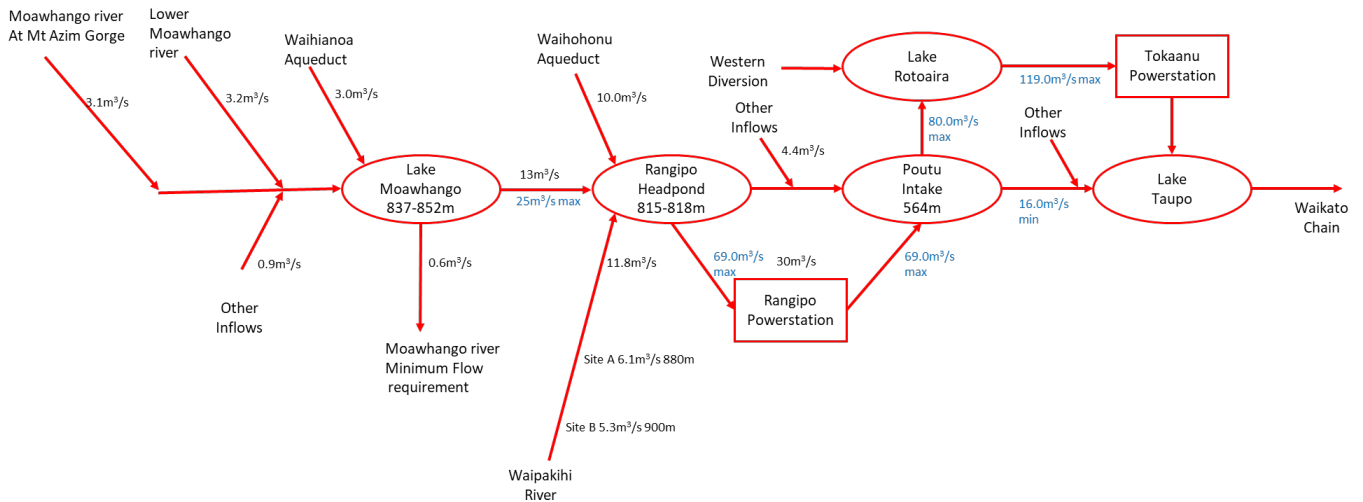 Moawhango river
At Mt Azim Gorge
Lower
Moawhango
river
Waihianoa
Aqueduct
Waihohonu
Aqueduct
Western
Diversion
Lake
Rotoaira
Tokaanu
Powerstation
119.0m³/s max
3.1m³/s
3.2m³/s
3.0m³/s
10.0m³/s
Other
Inflows
4.4m³/s
80.0m³/s
max
Other
Inflows
Lake
Moawhango
837-852m
13m³/s
25m³/s max
Rangipo
Headpond
815-818m
Poutu
Intake
564m
16.0m³/s
min
Lake
Taupo
Waikato
Chain
0.9m³/s
Other
Inflows
0.6m³/s
Moawhango river
Minimum Flow
requirement
11.8m³/s
69.0m³/s
max
30m³/s
Rangipo
Powerstation
69.0m³/s
max
Site A 6.1m³/s 880m
Site B 5.3m³/s 900m
Waipakihi
River